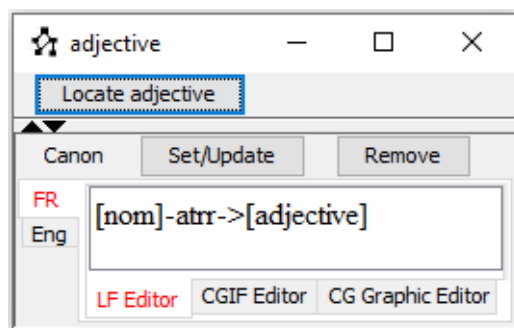 adjective
Locate adjective
Canon Set/Update Remove
FR
Eng
[nom]-atrr->[adjective]
LF Editor CGIF Editor CG Graphic Editor